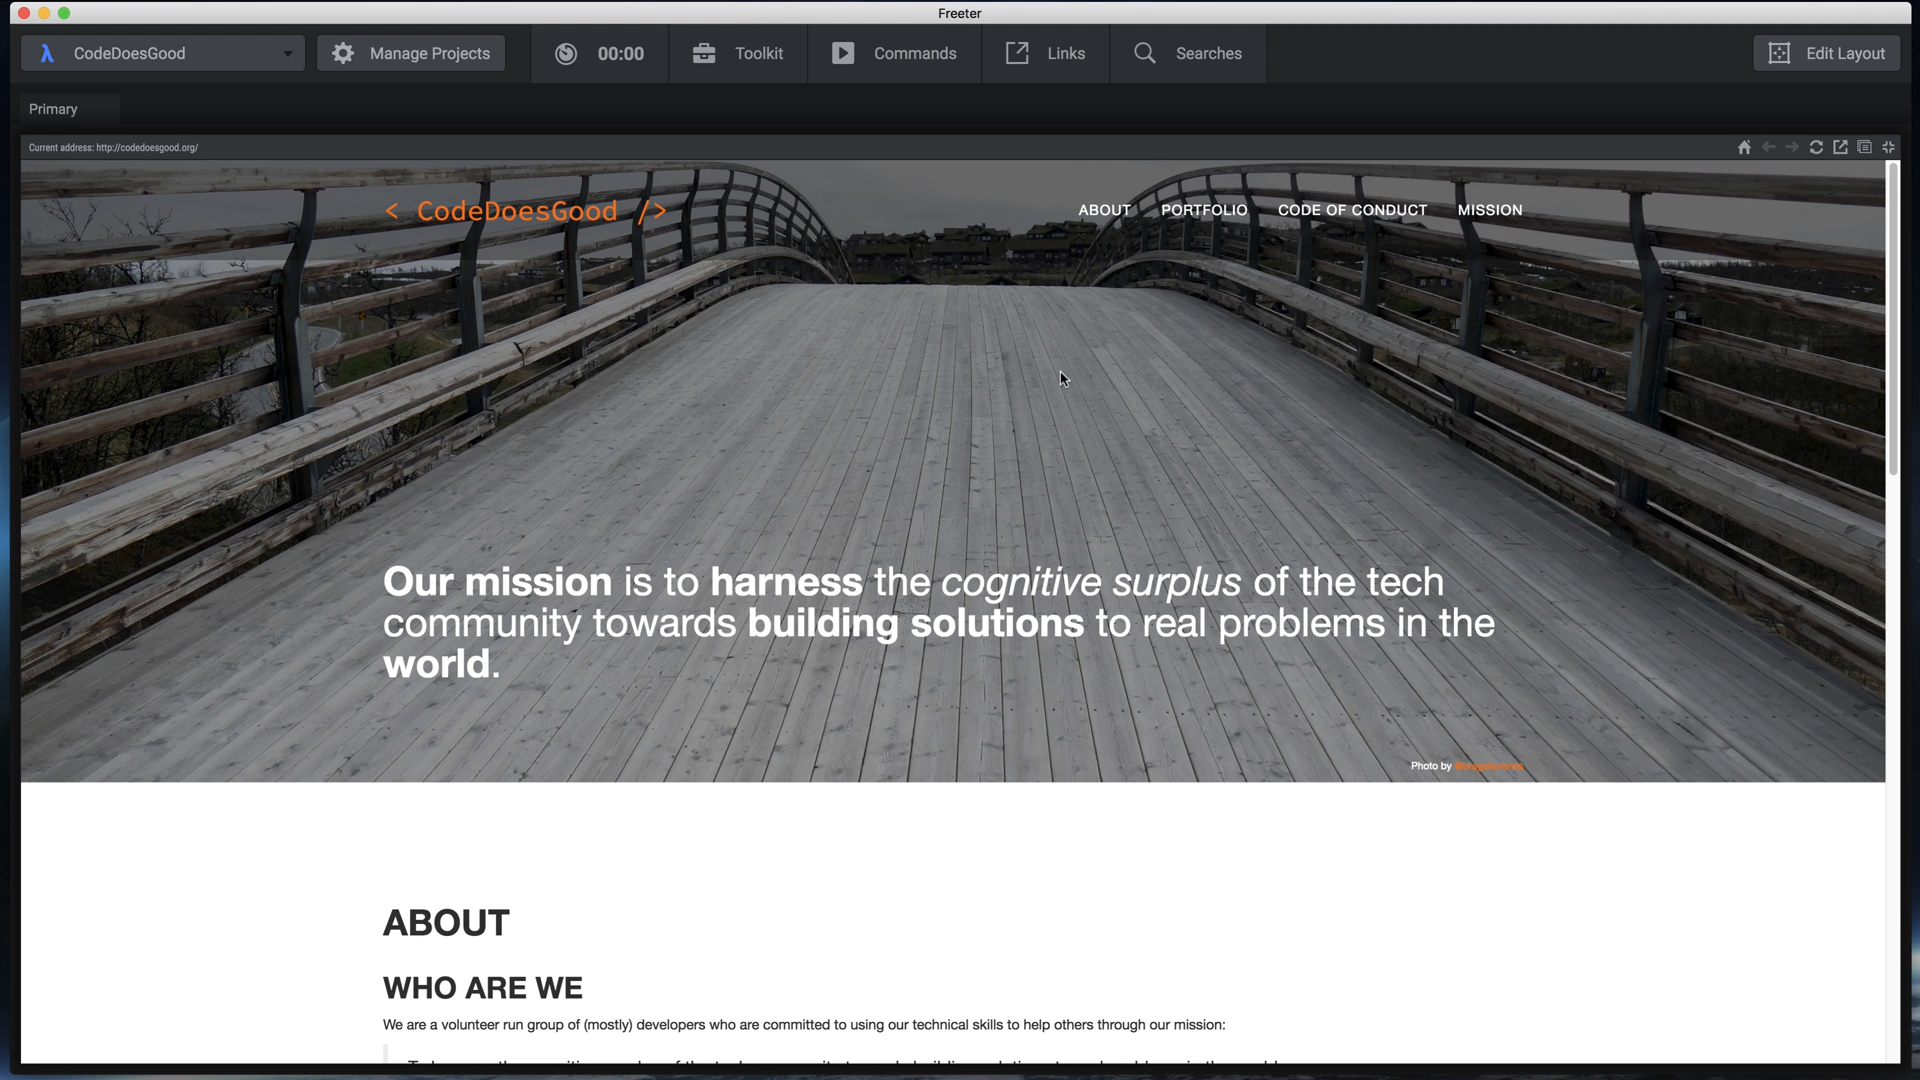 Freeter
λ CodeDoesGood
Manage Projects
00:00
Toolkit
Commands
Links
Searches
Edit Layout
Primary
Current address: http://codedoesgood.org/
< CodeDoesGood />
ABOUT
PORTFOLIO
CODE OF CONDUCT
MISSION
Our mission is to harness the cognitive surplus of the tech
community towards building solutions to real problems in the
world.
Photo by
ABOUT
WHO ARE WE
We are a volunteer run group of (mostly) developers who are committed to using our technical skills to help others through our mission: